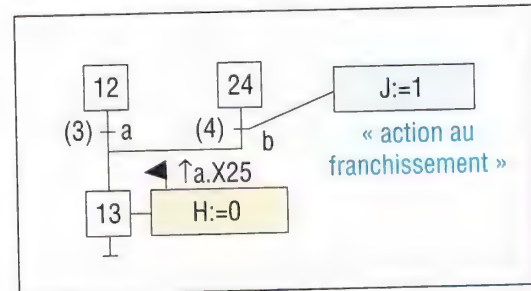 12
24
J:=1
(3) a
(4) b
« action au
franchissement »
↑a.X25
13
H:=0